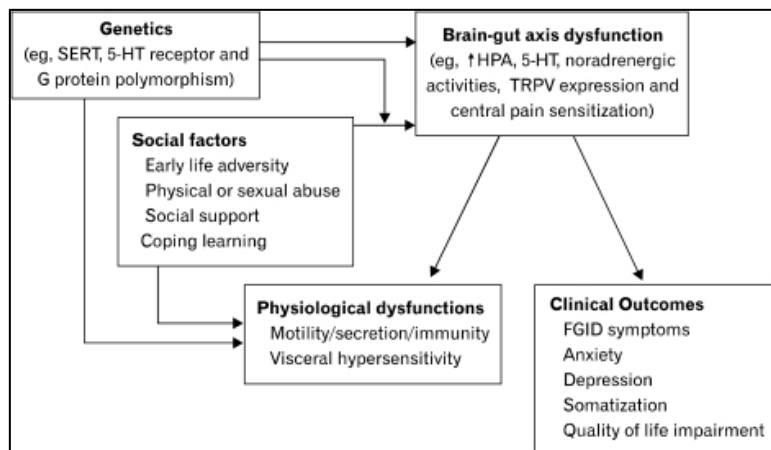 Genetics
(eg, SERT, 5-HT receptor and
G protein polymorphism)
Brain-gut axis dysfunction
(eg, ↑HPA, 5-HT, noradrenergic
activities, TRPV expression and
central pain sensitization)
Social factors
Early life adversity
Physical or sexual abuse
Social support
Coping learning
Physiological dysfunctions
Motility/secretion/immunity
Visceral hypersensitivity
Clinical Outcomes
FGID symptoms
Anxiety
Depression
Somatization
Quality of life impairment